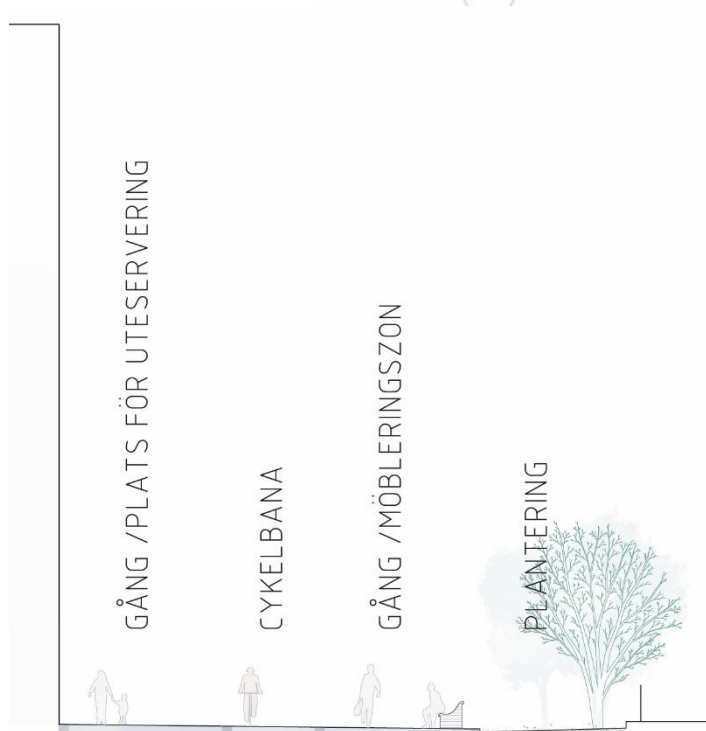 GÅNG /PLATS FÖR UTESERVERING
CYKELBANA
GÅNG /MÖBLERINGSZON
PLANTERING